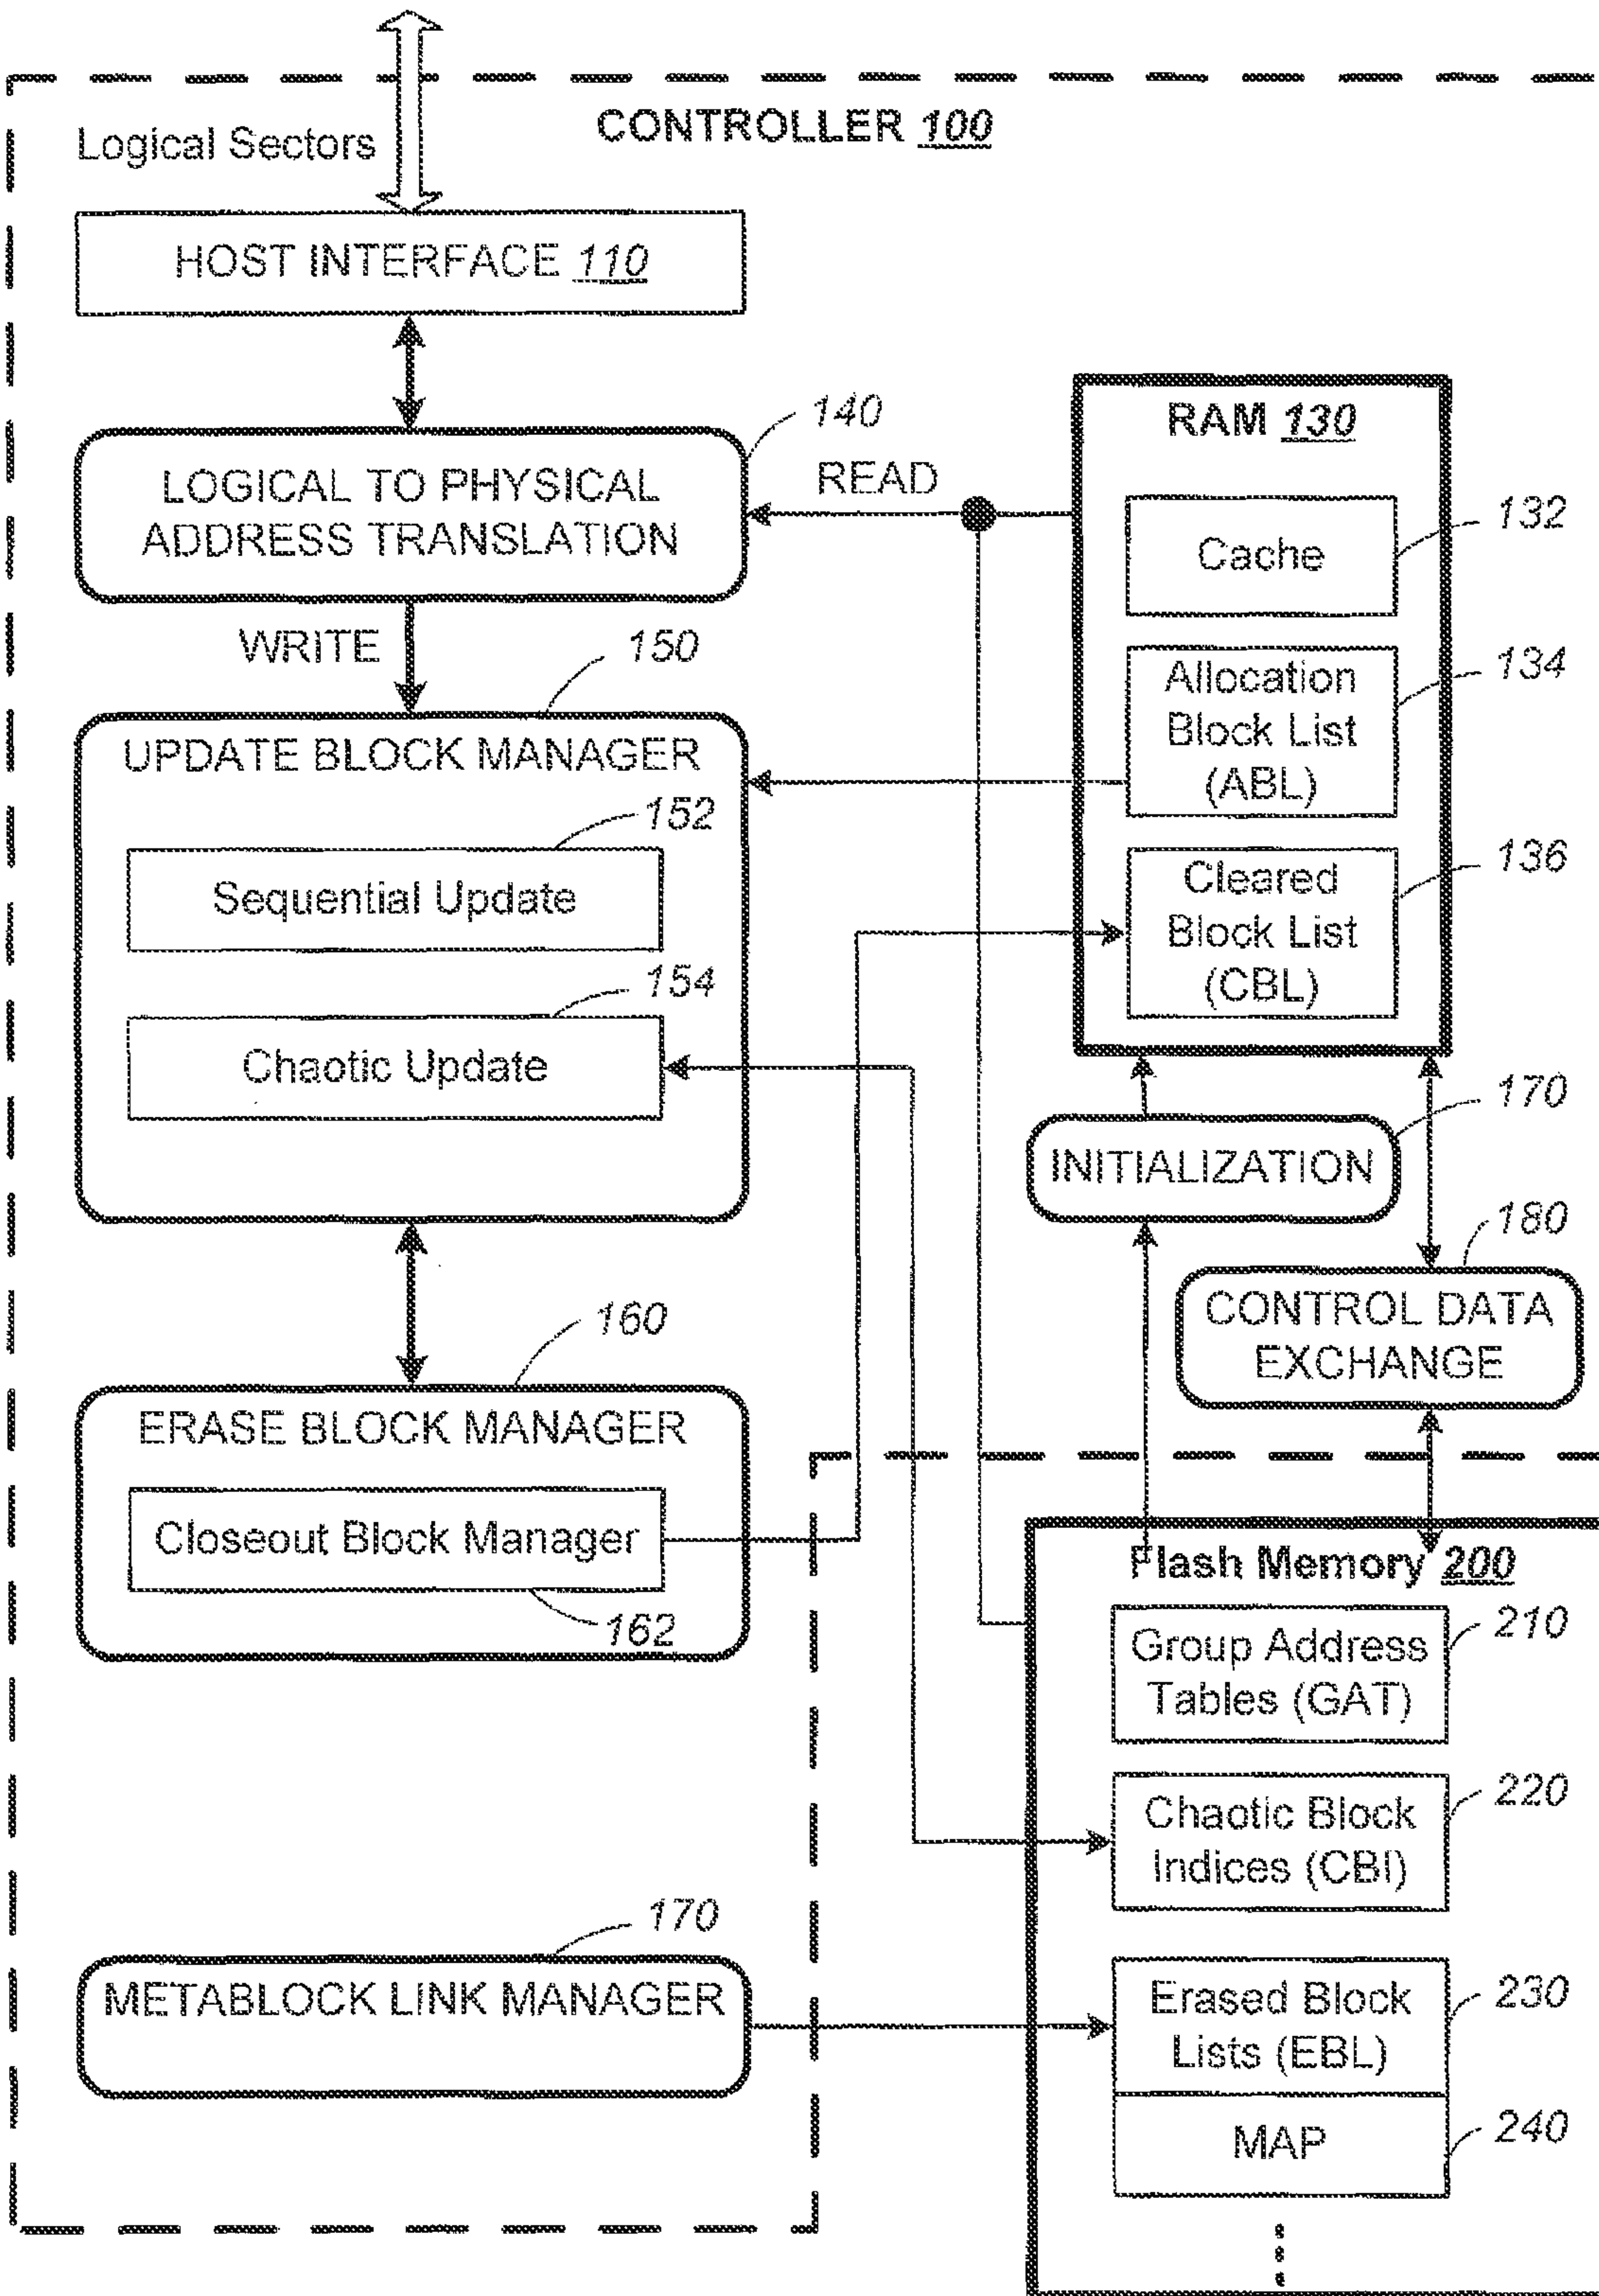 Logical Sectors
CONTROLLER 100
HOST INTERFACE 110
140
LOGICAL TO PHYSICAL
ADDRESS TRANSLATION
READ
WRITE
RAM 130
132
Cache
134
Allocation
Block List
(ABL)
136
Cleared
Block List
(CBL)
150
UPDATE BLOCK MANAGER
152
Sequential Update
154
Chaotic Update
170
INITIALIZATION
180
CONTROL DATA
EXCHANGE
160
ERASE BLOCK MANAGER
Closeout Block Manager
162
Flash Memory 200
210
Group Address
Tables (GAT)
220
Chaotic Block
Indices (CBI)
170
METABLOCK LINK MANAGER
230
Erased Block
Lists (EBL)
240
MAP